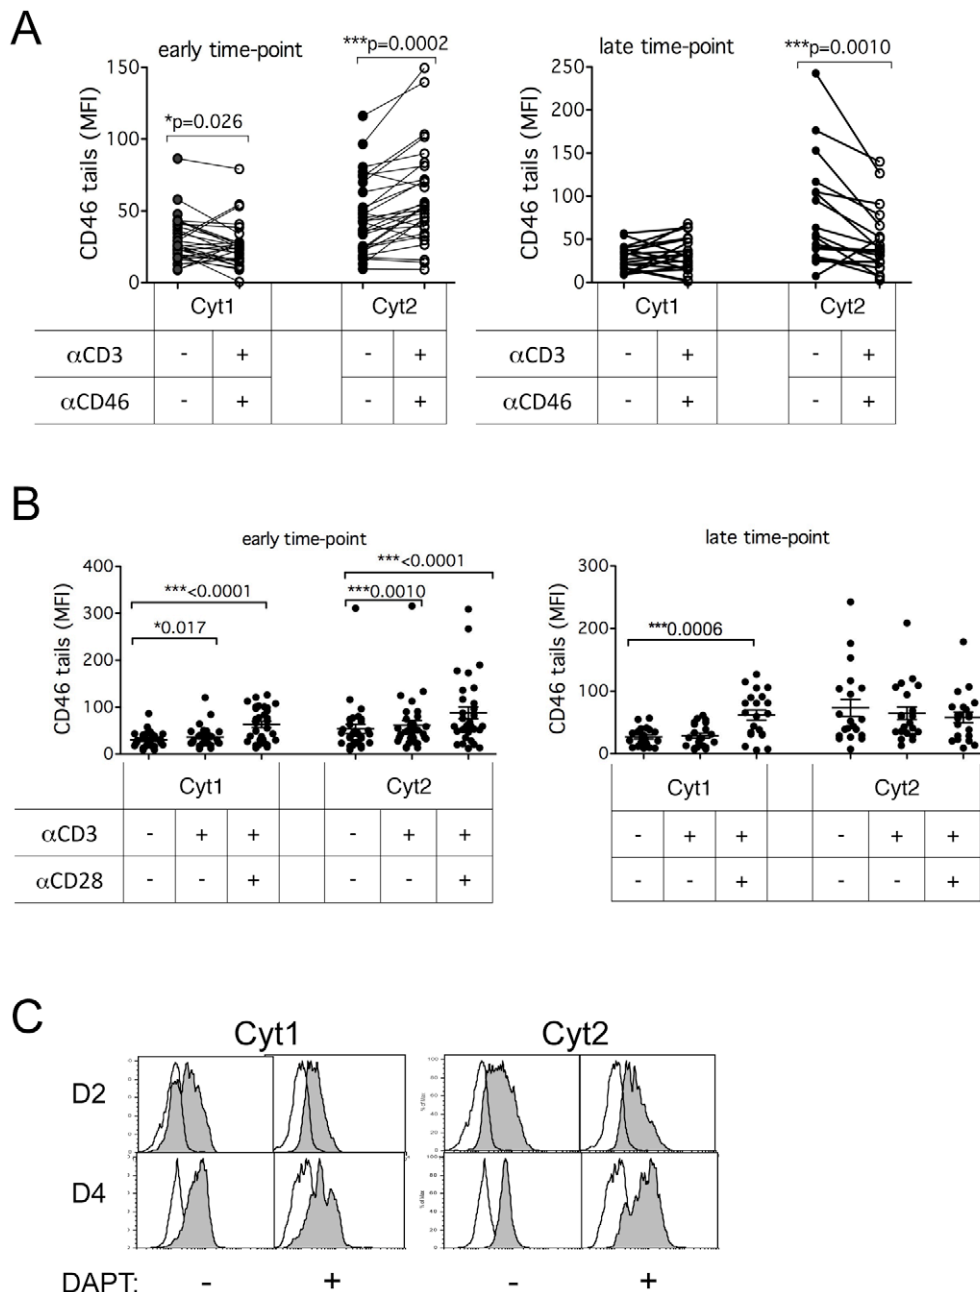 A
early time-point
***p=0.0002
late time-point
***p=0.0010
*p=0.026
CD46 tails (MFI)
150
100
50
0
CD46 tails (MFI)
250
200
150
100
50
0
Cyt1 Cyt2
αCD3 - + - +
αCD46 - + - +
Cyt1 Cyt2
αCD3 - + - +
αCD46 - + - +
B
early time-point
***<0.0001
***<0.0001
***0.0010
*0.017
CD46 tails (MFI)
400
300
200
100
0
late time-point
***0.0006
CD46 tails (MFI)
300
200
100
0
Cyt1 Cyt2
αCD3 - + + - + +
αCD28 - - + - - +
Cyt1 Cyt2
- + + - + +
- - + - - +
C
Cyt1 Cyt2
D2
D4
DAPT: - + - +